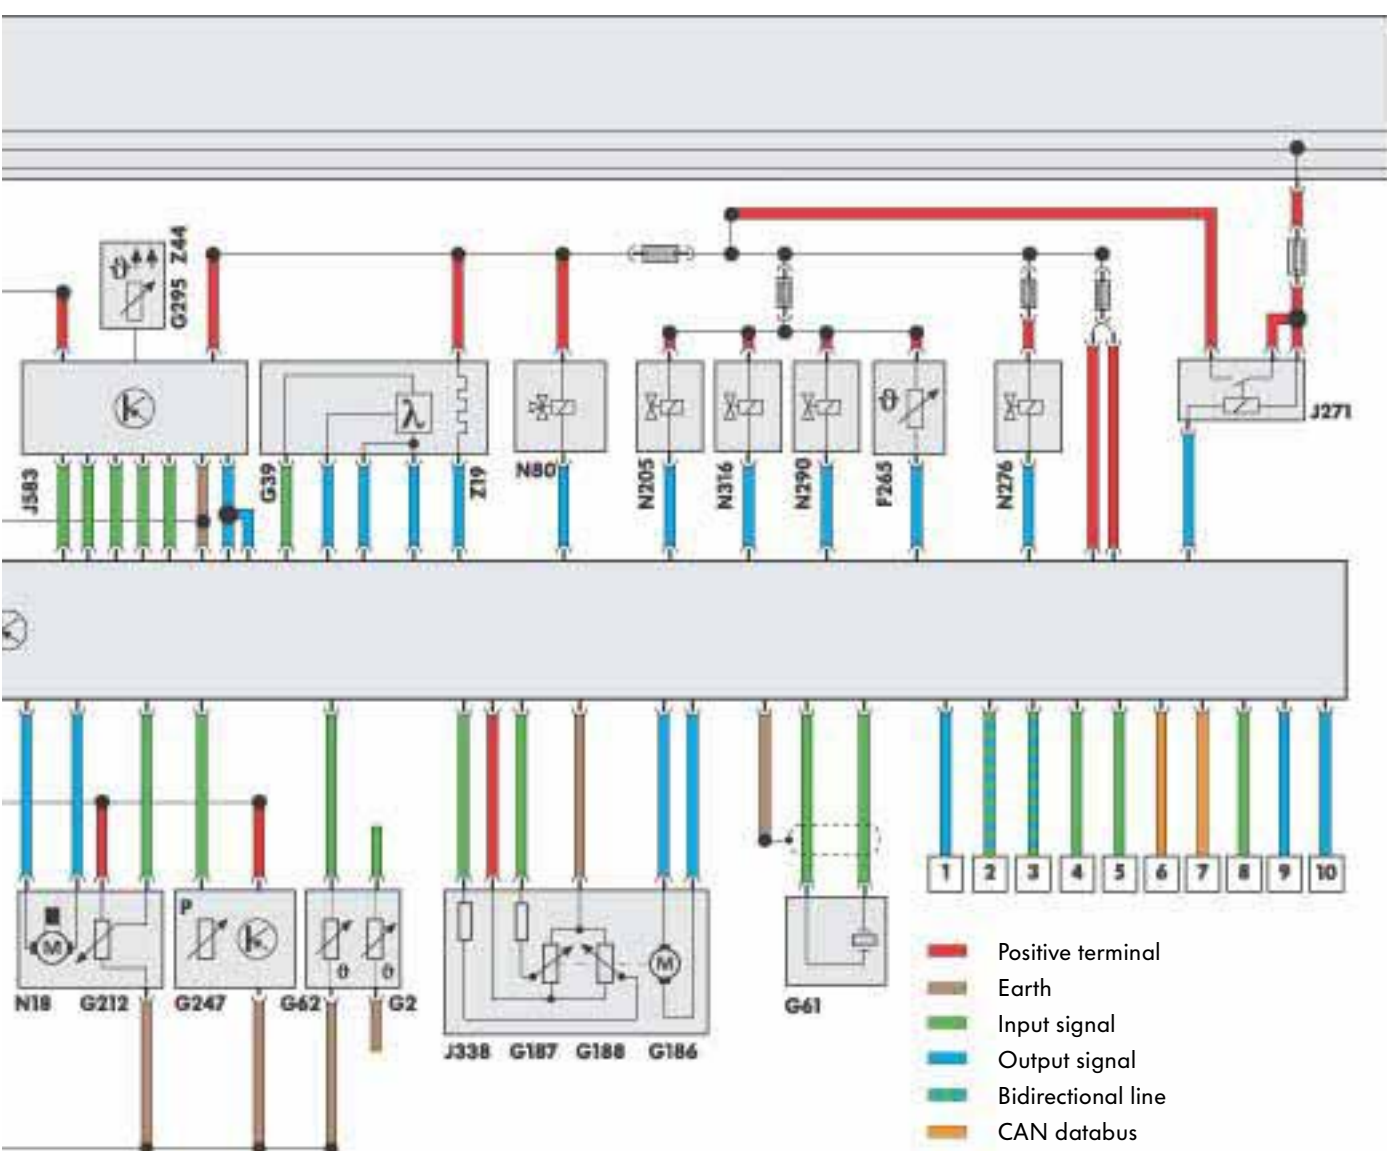 Z44
G295
J271
J583
G39
Z19
N80
N205
N316
N290
F265
N276
λ
ϑ
ϑ
1 2 3 4 5 6 7 8 9 10
P
M
ϑ
ϑ
M
N18 G212 G247 G62 G2
G61
J338 G187 G188 G186
Positive terminal
Earth
Input signal
Output signal
Bidirectional line
CAN databus